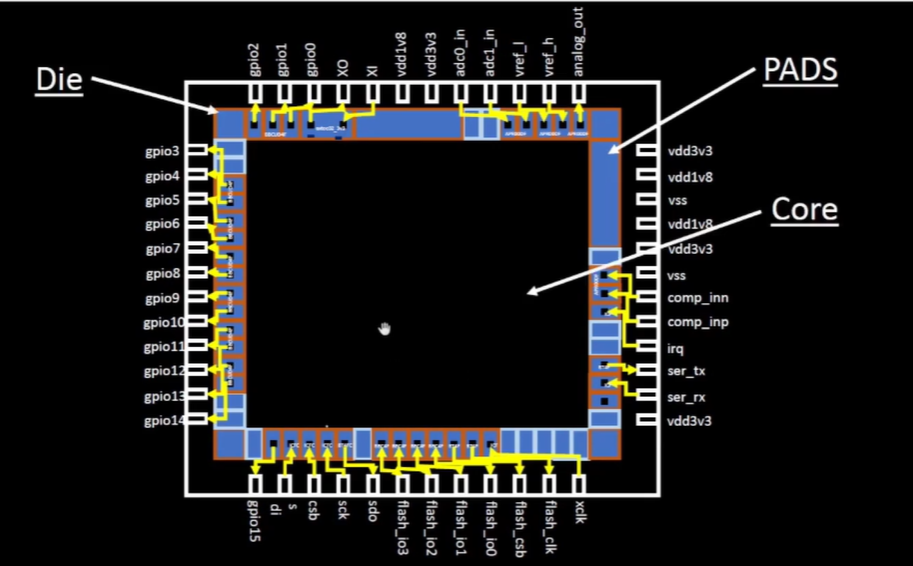 gpio2
gpio1
gpio0
XO
XI
vdd1v8
vdd3v3
adc0_in
adc1_in
vref_l
vref_h
analog_out
Die
PADS
Core
gpio3
gpio4
gpio5
gpio6
gpio7
gpio8
gpio9
gpio10
gpio11
gpio12
gpio13
gpio14
vdd3v3
vdd1v8
vss
vdd1v8
vdd3v3
vss
comp_inn
comp_inp
irq
ser_tx
ser_rx
vdd3v3
gpio15
di
s
csb
sck
sdo
flash_io3
flash_io2
flash_io1
flash_io0
flash_csb
flash_clk
xclk